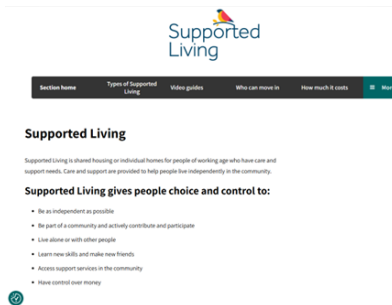 Supported
Living
Section home
Types of Supported
Living
Video guides
Who can move in
How much it costs
Mor
Supported Living
Supported Living is shared housing or individual homes for people of working age who have care and
support needs. Care and support are provided to help people live independently in the community.
Supported Living gives people choice and control to:
Be as independent as possible
Be part of a community and actively contribute and participate
Live alone or with other people
Learn new skills and make new friends
Access support services in the community
Have control over money